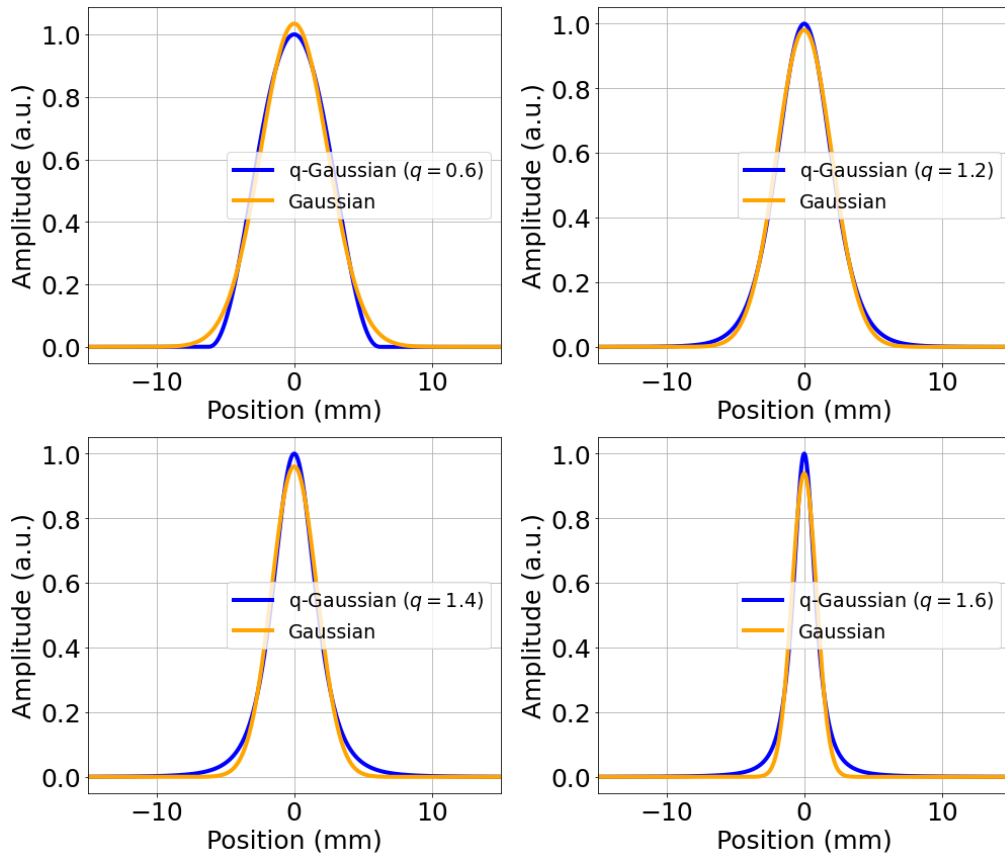 Amplitude (a.u.)
1.0
0.8
0.6
0.4
0.2
0.0
q-Gaussian (q = 0.6)
Gaussian
−10
0
10
Position (mm)
Amplitude (a.u.)
1.0
0.8
0.6
0.4
0.2
0.0
q-Gaussian (q = 1.2)
Gaussian
−10
0
10
Position (mm)
Amplitude (a.u.)
1.0
0.8
0.6
0.4
0.2
0.0
q-Gaussian (q = 1.4)
Gaussian
−10
0
10
Position (mm)
Amplitude (a.u.)
1.0
0.8
0.6
0.4
0.2
0.0
q-Gaussian (q = 1.6)
Gaussian
−10
0
10
Position (mm)